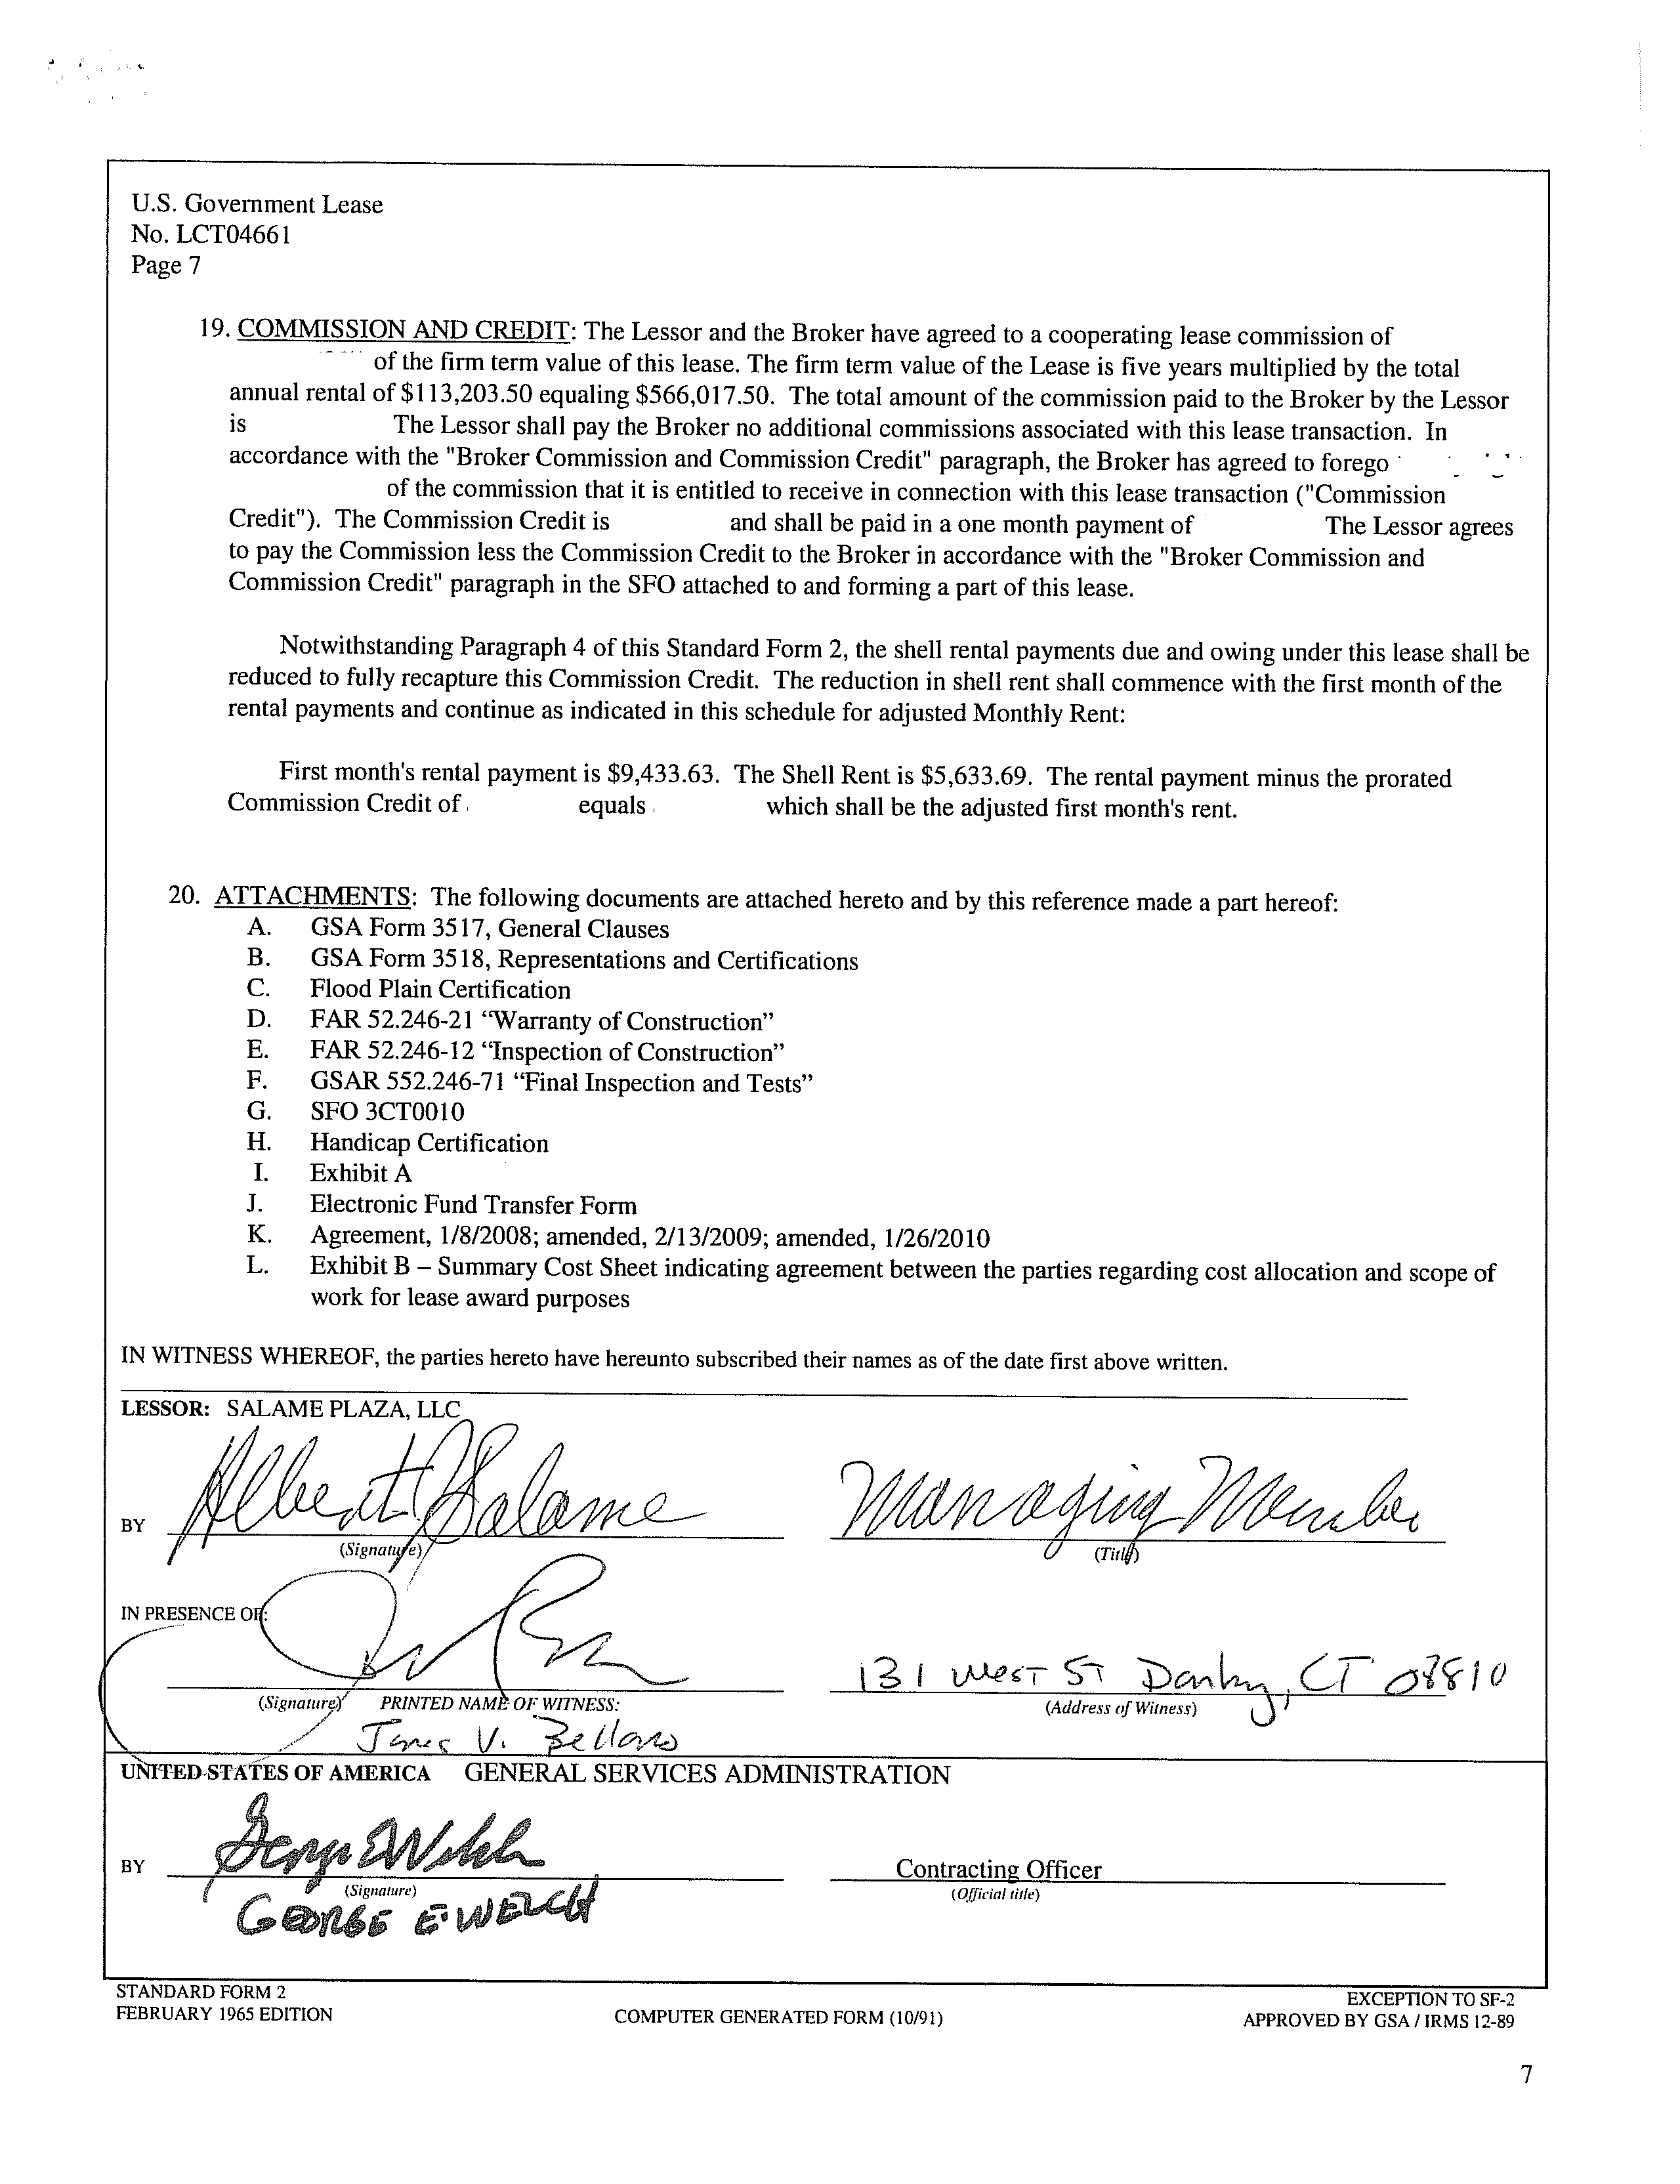 U.S. Government Lease
No. LCT04661
Page 7
19. COMMISSION AND CREDIT: The Lessor and the Broker have agreed to a cooperating lease commission of
of the firm term value of this lease. The firm term value of the Lease is five years multiplied by the total
annual rental of $113,203.50 equaling $566,017.50. The total amount of the commission paid to the Broker by the Lessor
is The Lessor shall pay the Broker no additional commissions associated with this lease transaction. In
accordance with the "Broker Commission and Commission Credit" paragraph, the Broker has agreed to forego
of the commission that it is entitled to receive in connection with this lease transaction ("Commission
Credit"). The Commission Credit is and shall be paid in a one month payment of The Lessor agrees
to pay the Commission less the Commission Credit to the Broker in accordance with the "Broker Commission and
Commission Credit" paragraph in the SFO attached to and forming a part of this lease.
Notwithstanding Paragraph 4 of this Standard Form 2, the shell rental payments due and owing under this lease shall be
reduced to fully recapture this Commission Credit. The reduction in shell rent shall commence with the first month of the
rental payments and continue as indicated in this schedule for adjusted Monthly Rent:
First month's rental payment is $9,433.63. The Shell Rent is $5,633.69. The rental payment minus the prorated
Commission Credit of equals which shall be the adjusted first month's rent.
20. ATTACHMENTS: The following documents are attached hereto and by this reference made a part hereof:
A. GSA Form 3517, General Clauses
B. GSA Form 3518, Representations and Certifications
C. Flood Plain Certification
D. FAR 52.246-21 “Warranty of Construction”
E. FAR 52.246-12 “Inspection of Construction”
F. GSAR 552.246-71 “Final Inspection and Tests”
G. SFO 3CT0010
H. Handicap Certification
I. Exhibit A
J. Electronic Fund Transfer Form
K. Agreement, 1/8/2008; amended, 2/13/2009; amended, 1/26/2010
L. Exhibit B – Summary Cost Sheet indicating agreement between the parties regarding cost allocation and scope of
work for lease award purposes
IN WITNESS WHEREOF, the parties hereto have hereunto subscribed their names as of the date first above written.
LESSOR: SALAME PLAZA, LLC
BY Albert Salame Managing Member
(Signature) (Title)
IN PRESENCE OF:
131 West ST Danbry, CT 06810
(Signature) PRINTED NAME OF WITNESS: (Address of Witness)
James V. Bellano
UNITED STATES OF AMERICA GENERAL SERVICES ADMINISTRATION
BY George E Welch Contracting Officer
(Signature) (Official title)
GEORGE E. WELCH
STANDARD FORM 2 EXCEPTION TO SF-2
FEBRUARY 1965 EDITION COMPUTER GENERATED FORM (10/91) APPROVED BY GSA / IRMS 12-89
7